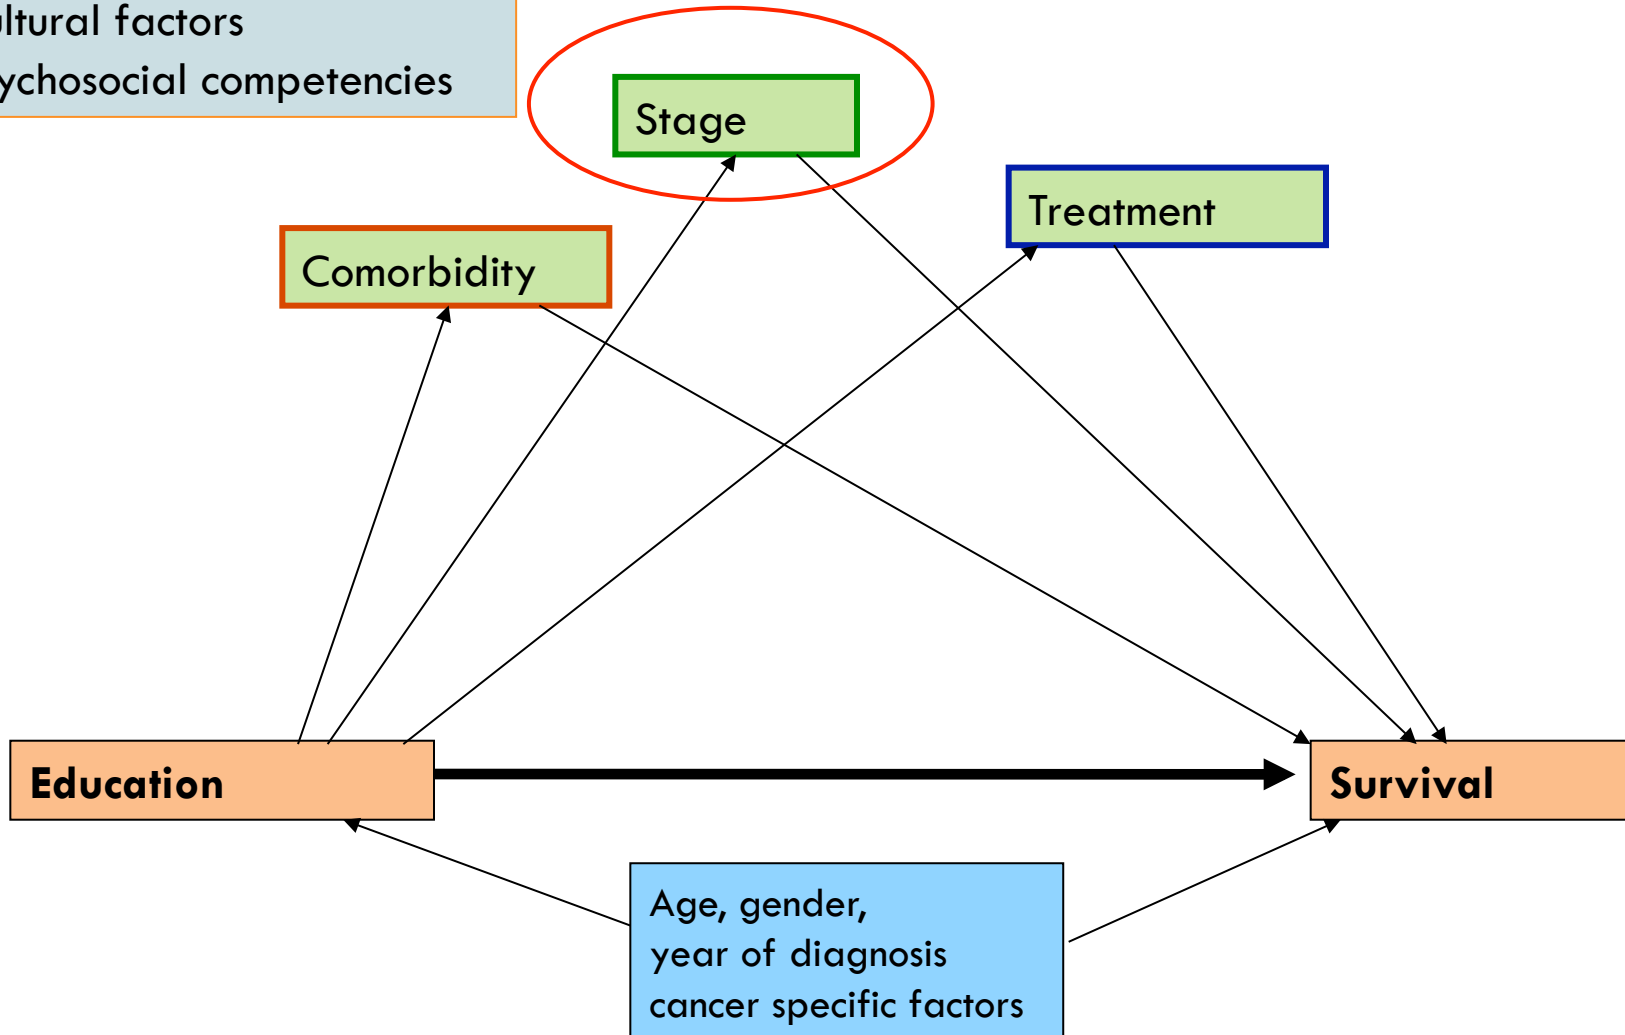 ltural factors
ychosocial competencies
Stage
Treatment
Comorbidity
Education
Survival
Age, gender,
year of diagnosis
cancer specific factors